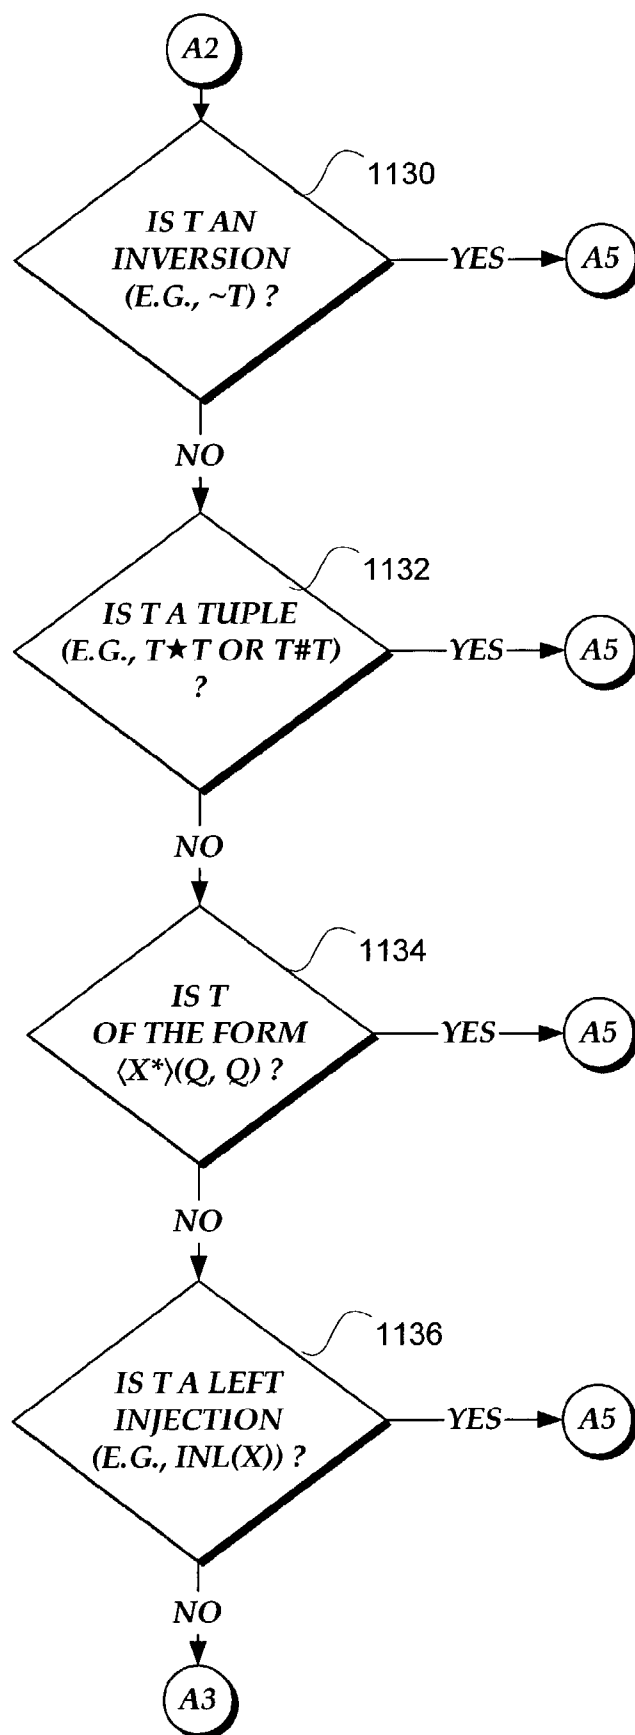 A2
1130
IS T AN
INVERSION
(E.G., ~T) ?
YES
A5
NO
1132
IS T A TUPLE
(E.G., T★T OR T#T)
?
YES
A5
NO
1134
IS T
OF THE FORM
⟨X*⟩(Q, Q) ?
YES
A5
NO
1136
IS T A LEFT
INJECTION
(E.G., INL(X)) ?
YES
A5
NO
A3